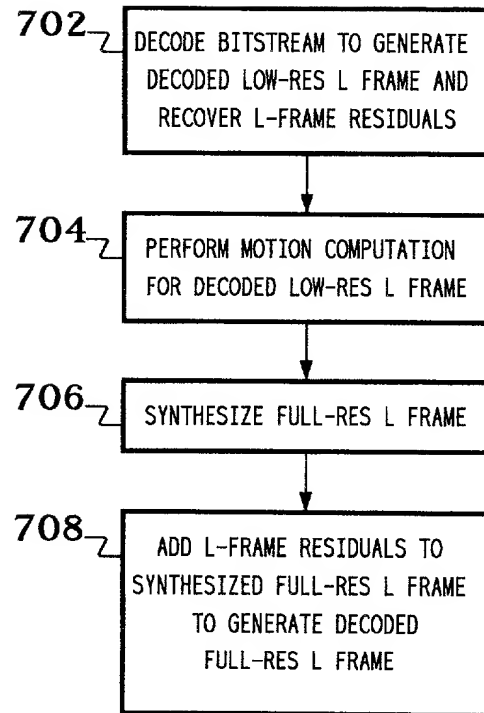 702
DECODE BITSTREAM TO GENERATE
DECODED LOW-RES L FRAME AND
RECOVER L-FRAME RESIDUALS
704
PERFORM MOTION COMPUTATION
FOR DECODED LOW-RES L FRAME
706
SYNTHESIZE FULL-RES L FRAME
708
ADD L-FRAME RESIDUALS TO
SYNTHESIZED FULL-RES L FRAME
TO GENERATE DECODED
FULL-RES L FRAME